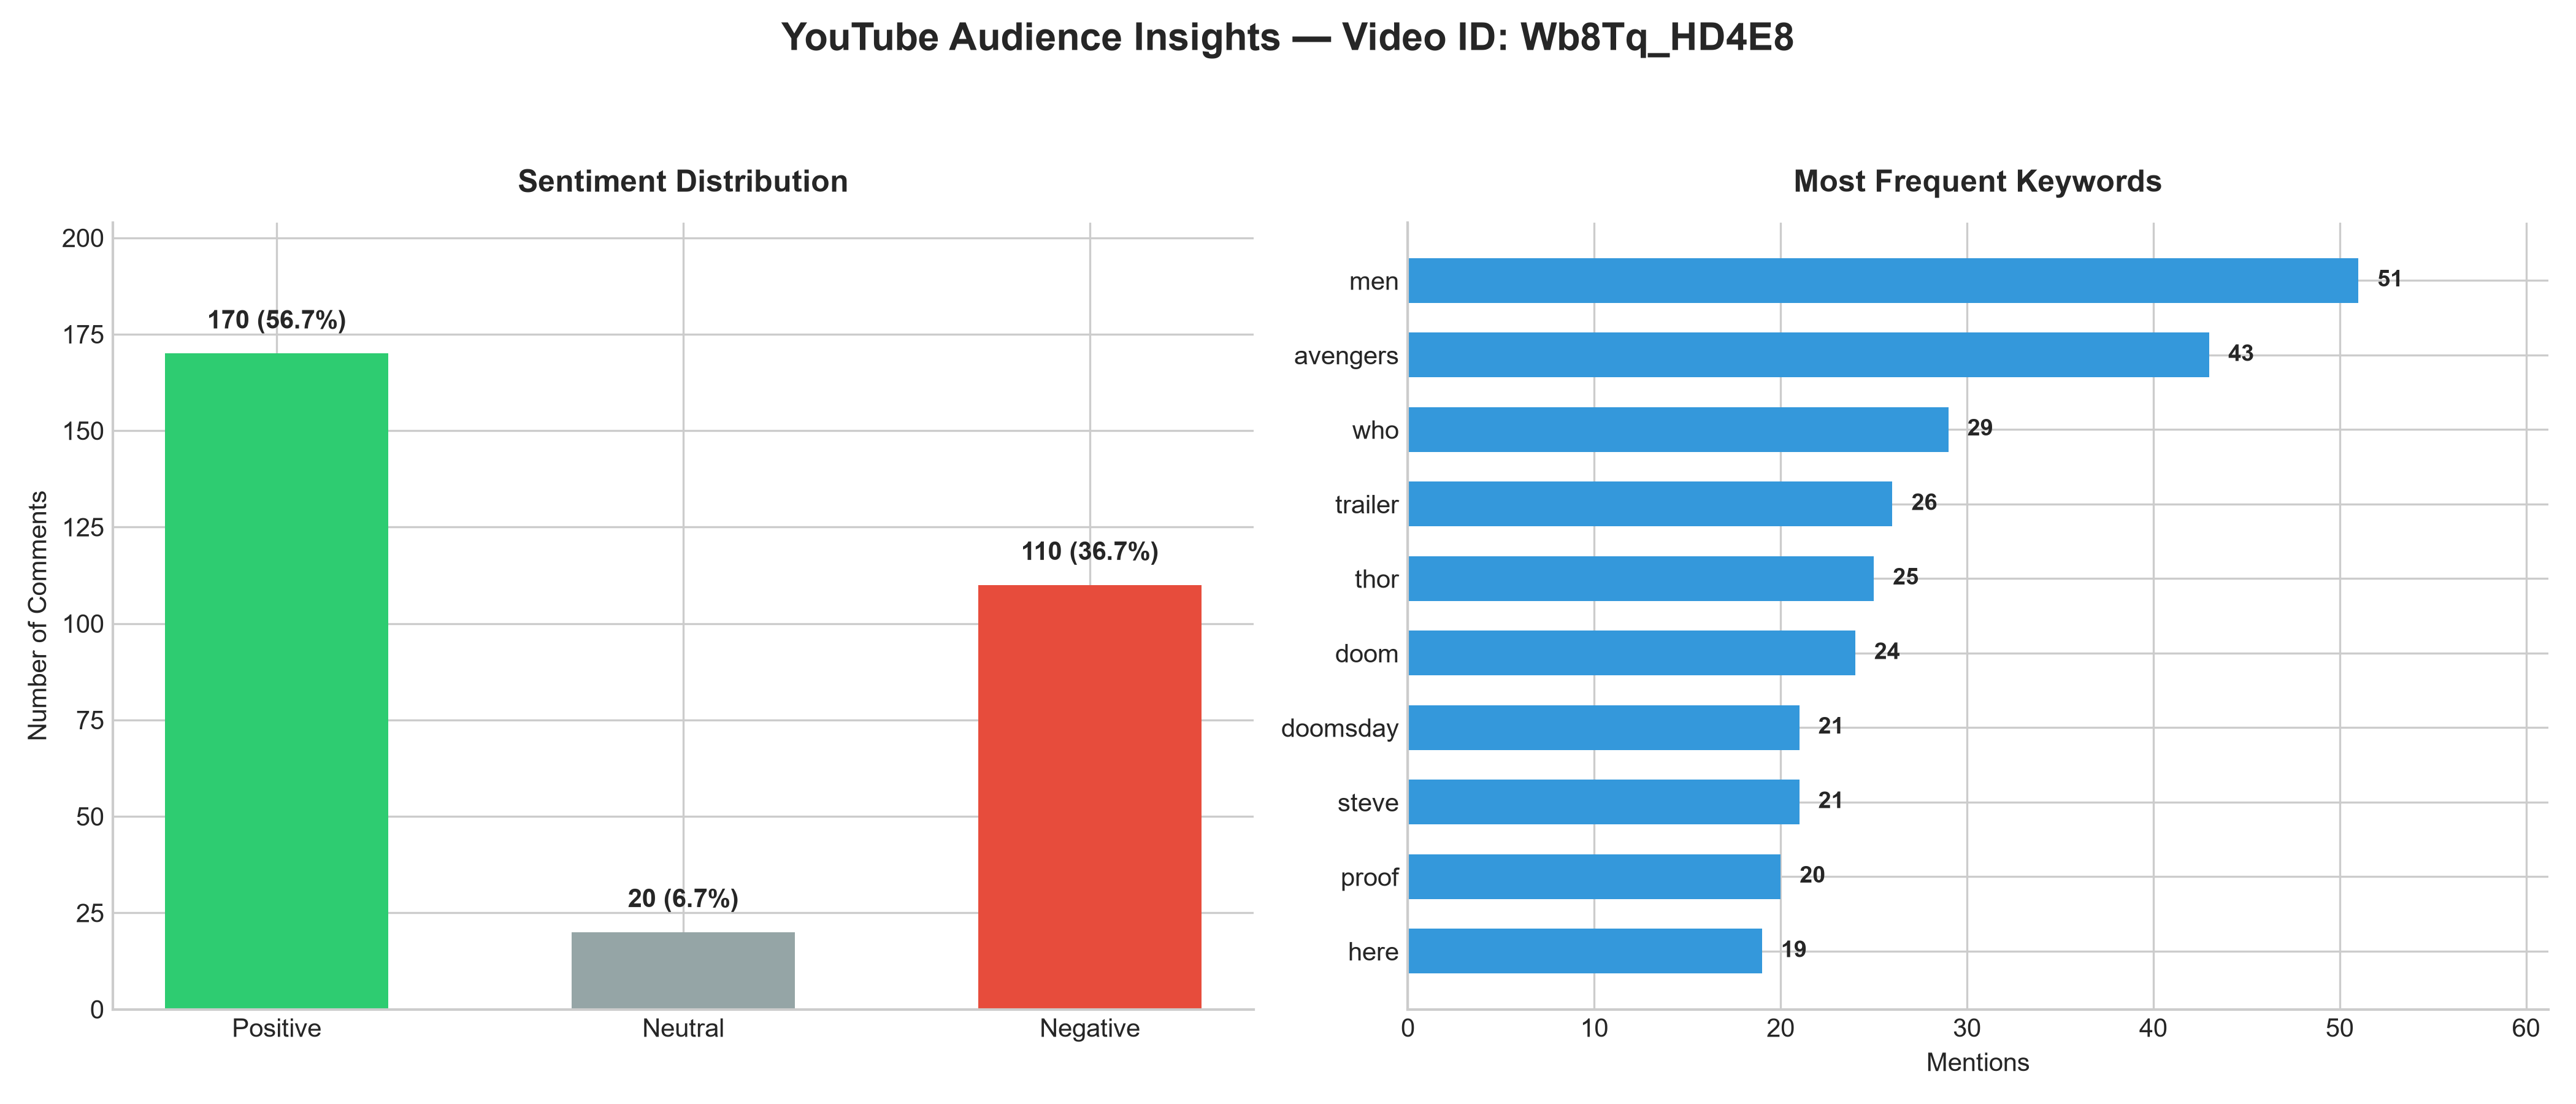 YouTube Audience Insights — Video ID: Wb8Tq_HD4E8
Sentiment Distribution
Number of Comments
200
175
150
125
100
75
50
25
0
170 (56.7%)
20 (6.7%)
110 (36.7%)
Positive
Neutral
Negative
Most Frequent Keywords
men 51
avengers 43
who 29
trailer 26
thor 25
doom 24
doomsday 21
steve 21
proof 20
here 19
0 10 20 30 40 50 60
Mentions